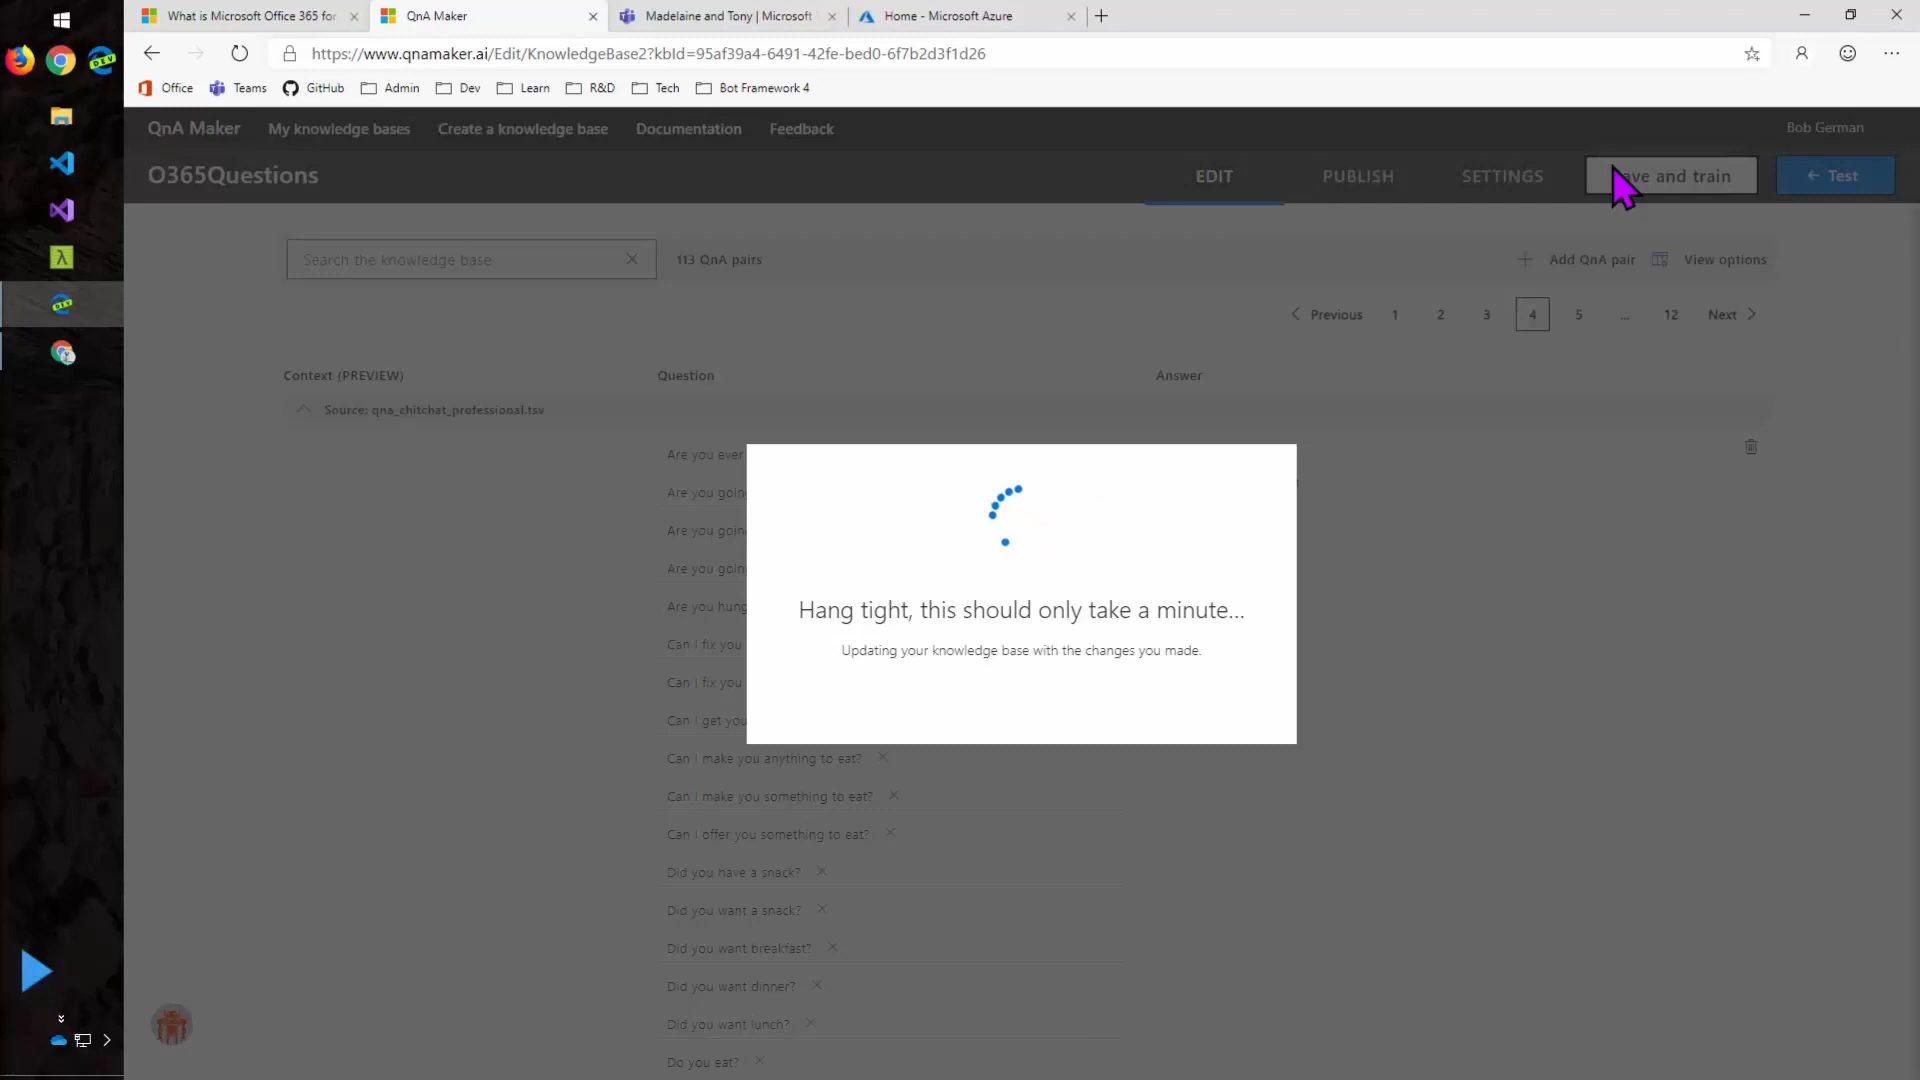 What is Microsoft Office 365 for
QnA Maker
Madelaine and Tony | Microsoft
Home - Microsoft Azure
https://www.qnamaker.ai/Edit/KnowledgeBase2?kbId=95af39a4-6491-42fe-bed0-6f7b2d3f1d26
Office Teams GitHub Admin Dev Learn R&D Tech Bot Framework 4
QnA Maker My knowledge bases Create a knowledge base Documentation Feedback Bob German
O365Questions EDIT PUBLISH SETTINGS and train Test
Search the knowledge base 113 QnA pairs Add QnA pair View options
Previous 1 2 3 4 5 ... 12 Next
Context (PREVIEW) Question Answer
Source: qna_chitchat_professional.tsv
Are you ever
Are you going
Are you goin
Are you goin
Are you hung
Can I fix you
Can I fix you
Can I get you
Hang tight, this should only take a minute...
Updating your knowledge base with the changes you made.
Can I make you anything to eat?
Can I make you something to eat?
Can I offer you something to eat?
Did you have a snack?
Did you want a snack?
Did you want breakfast?
Did you want dinner?
Did you want lunch?
Do you eat?
DEV
DEV